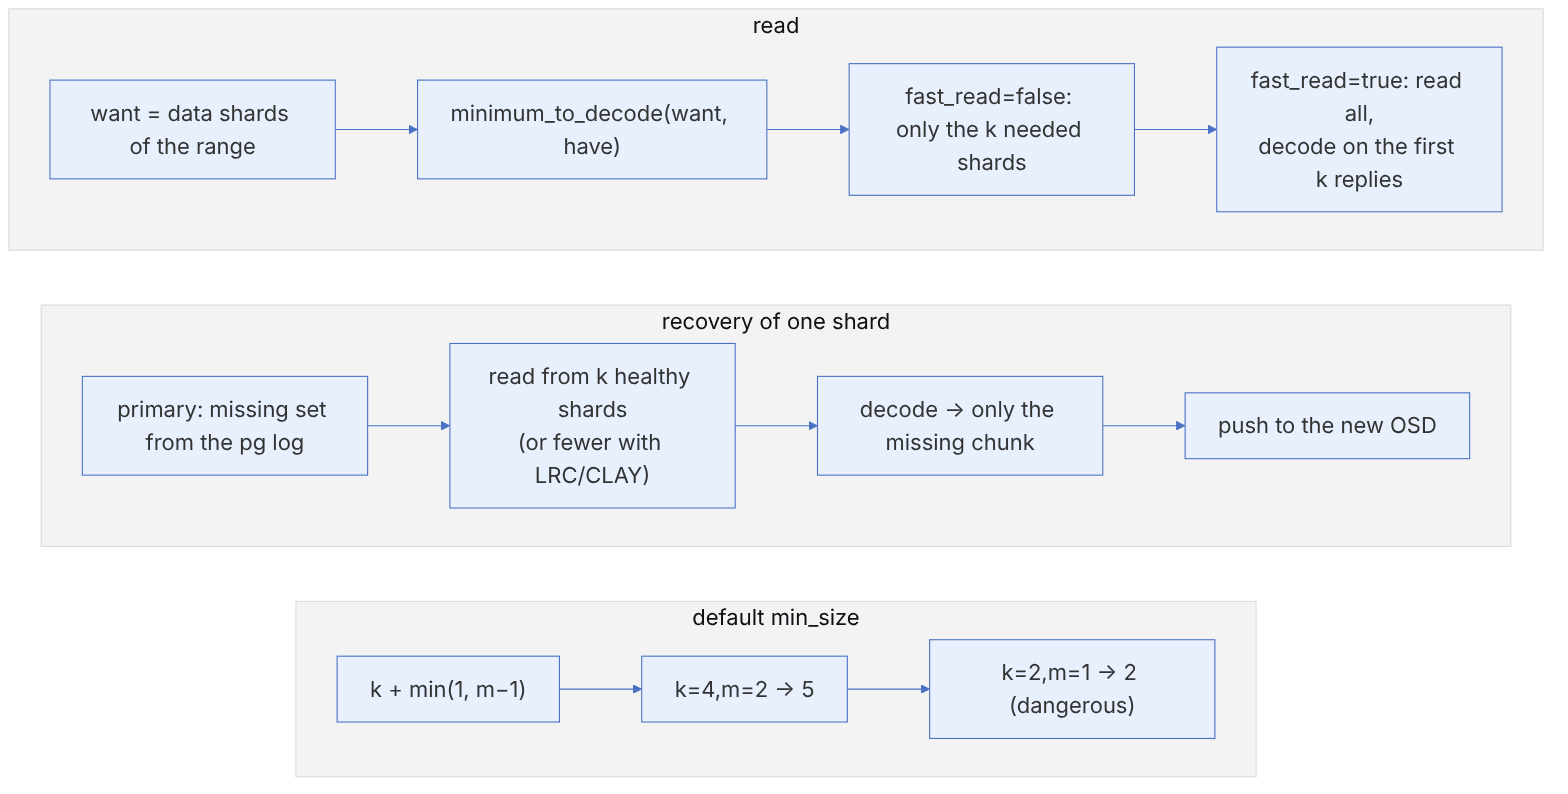 read
want = data shards
of the range
minimum_to_decode(want,
have)
fast_read=false:
only the k needed
shards
fast_read=true: read
all,
decode on the first
k replies
recovery of one shard
primary: missing set
from the pg log
read from k healthy
shards
(or fewer with
LRC/CLAY)
decode → only the
missing chunk
push to the new OSD
default min_size
k + min(1, m−1)
k=4,m=2 → 5
k=2,m=1 → 2
(dangerous)